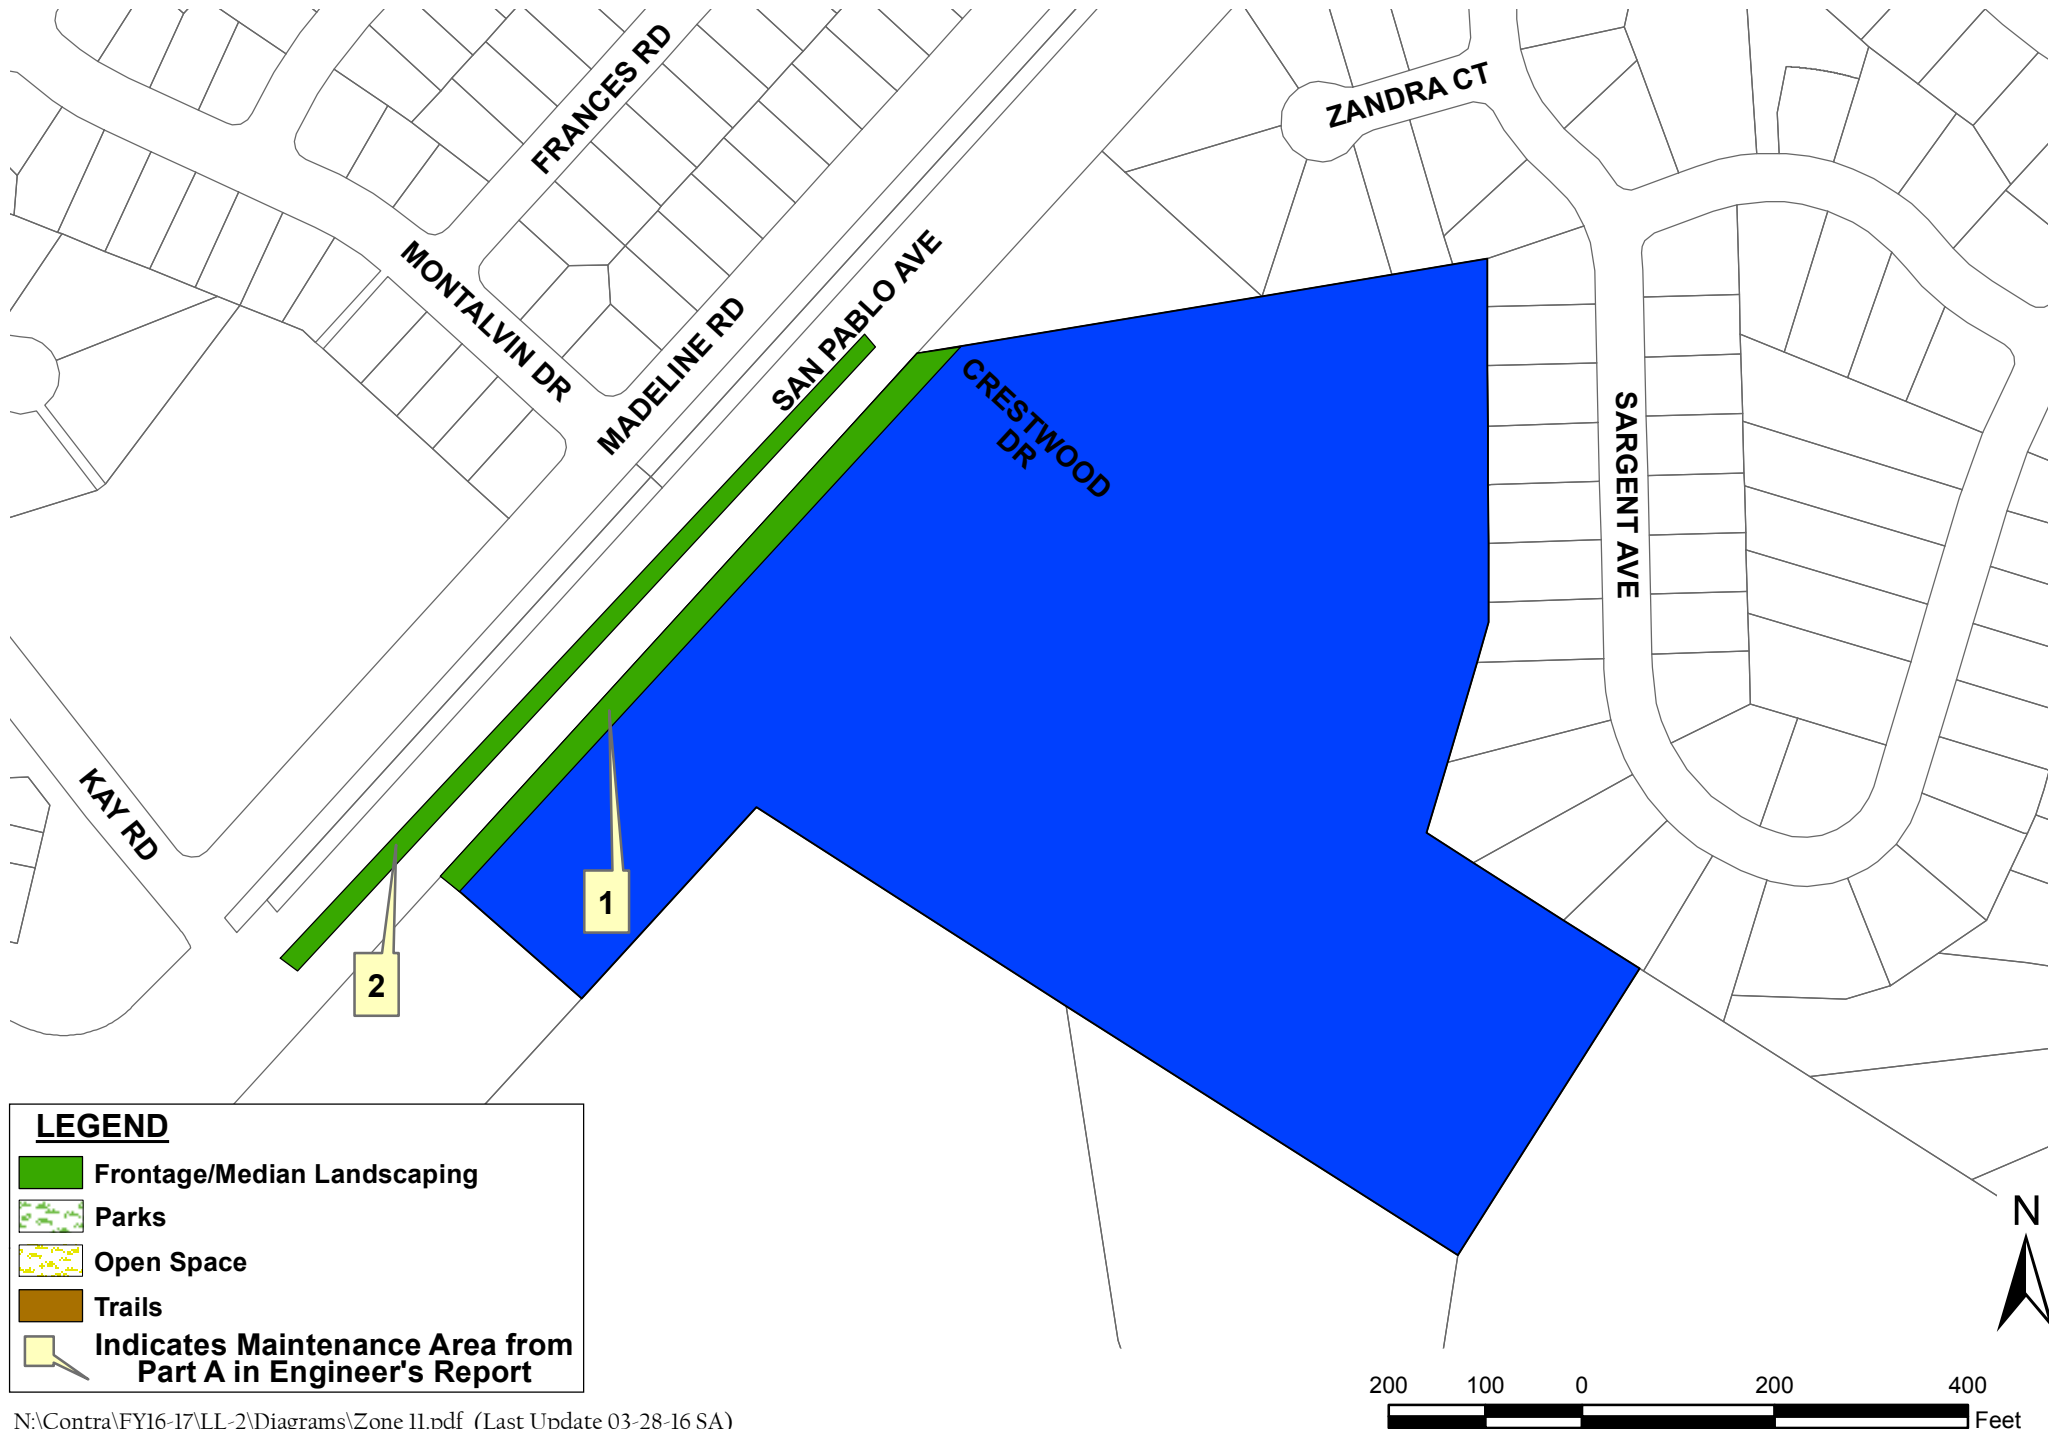 FRANCES RD
ZANDRA CT
MONTALVIN DR
MADELINE RD
SAN PABLO AVE
CRESTWOOD
DR
SARGENT AVE
KAY RD
1
2
LEGEND
Frontage/Median Landscaping
Parks
Open Space
Trails
Indicates Maintenance Area from
Part A in Engineer's Report
N
200 100 0 200 400
Feet
N:\Contra\FY16-17\LL-2\Diagrams\Zone 11.pdf (Last Update 03-28-16 SA)